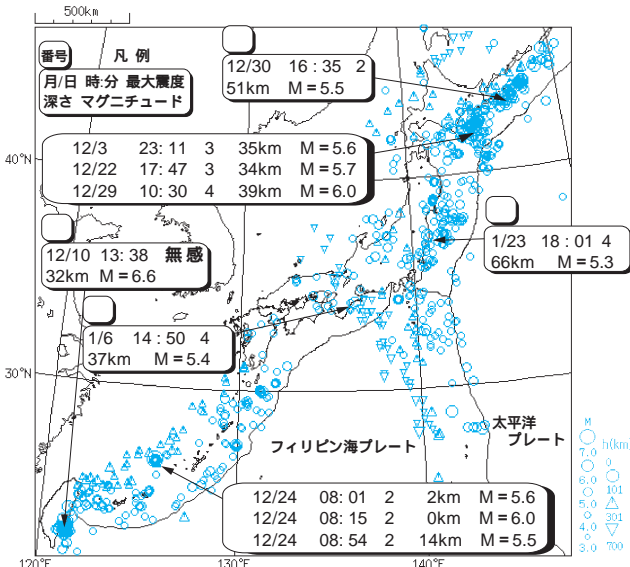 500km
番号 凡 例
月/日 時:分 最大震度
深さ マグニチュード
12/30 16:35 2
51km M=5.5
12/3 23:11 3 35km M=5.6
12/22 17:47 3 34km M=5.7
12/29 10:30 4 39km M=6.0
40°N
12/10 13:38 無感
32km M=6.6
1/23 18:01 4
66km M=5.3
1/6 14:50 4
37km M=5.4
30°N
フィリピン海プレート
太平洋
プレート
12/24 08:01 2 2km M=5.6
12/24 08:15 2 0km M=6.0
12/24 08:54 2 14km M=5.5
M
7.0
6.0
5.0
4.0
3.0
h(km
0
101
301
700
120°E
130°E
140°E